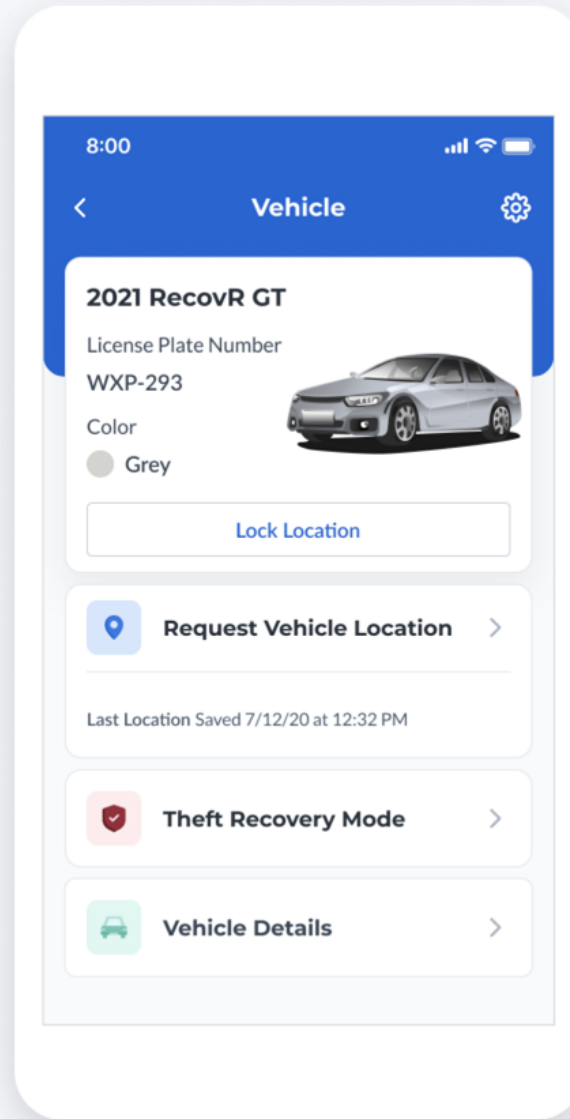 8:00
Vehicle
2021 RecovR GT
License Plate Number
WXP-293
Color
Grey
Lock Location
Request Vehicle Location
Last Location Saved 7/12/20 at 12:32 PM
Theft Recovery Mode
Vehicle Details